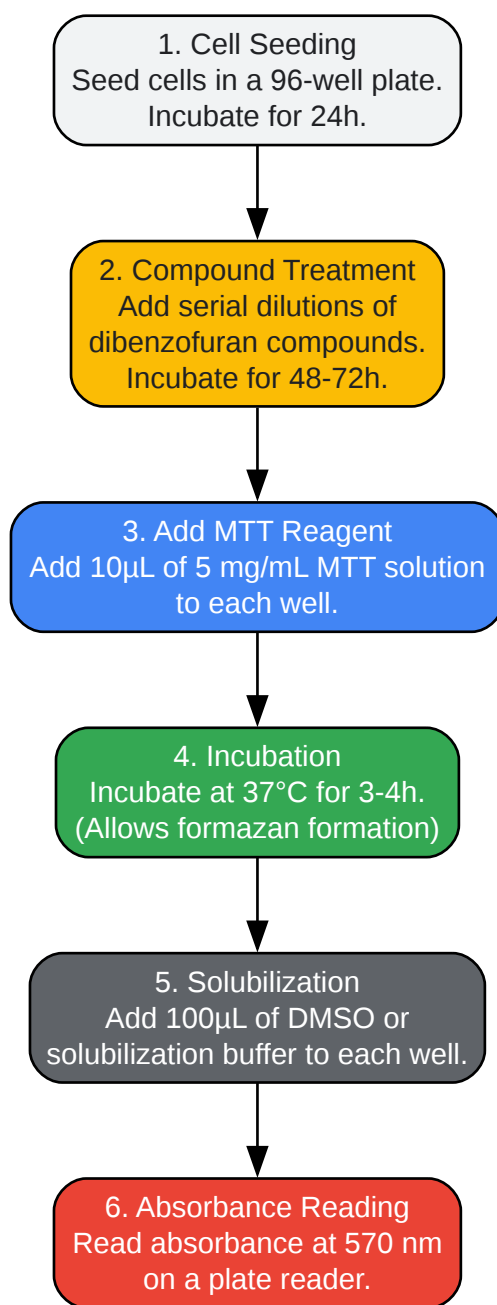 1. Cell Seeding
Seed cells in a 96-well plate.
Incubate for 24h.
2. Compound Treatment
Add serial dilutions of
dibenzofuran compounds.
Incubate for 48-72h.
3. Add MTT Reagent
Add 10µL of 5 mg/mL MTT solution
to each well.
4. Incubation
Incubate at 37°C for 3-4h.
(Allows formazan formation)
5. Solubilization
Add 100µL of DMSO or
solubilization buffer to each well.
6. Absorbance Reading
Read absorbance at 570 nm
on a plate reader.